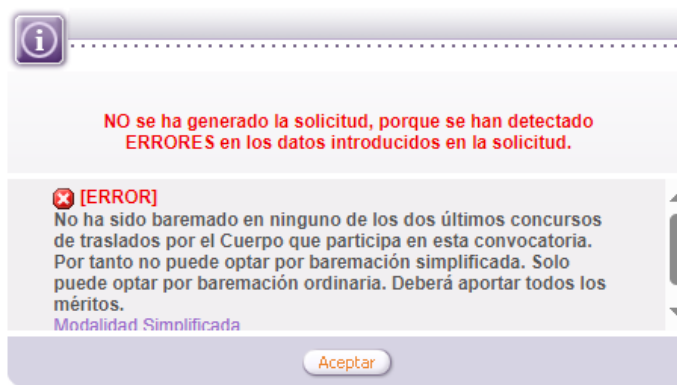 NO se ha generado la solicitud, porque se han detectado
ERRORES en los datos introducidos en la solicitud.
[ERROR]
No ha sido baremado en ninguno de los dos últimos concursos
de traslados por el Cuerpo que participa en esta convocatoria.
Por tanto no puede optar por baremación simplificada. Solo
puede optar por baremación ordinaria. Deberá aportar todos los
méritos.
Modalidad Simplificada
Aceptar